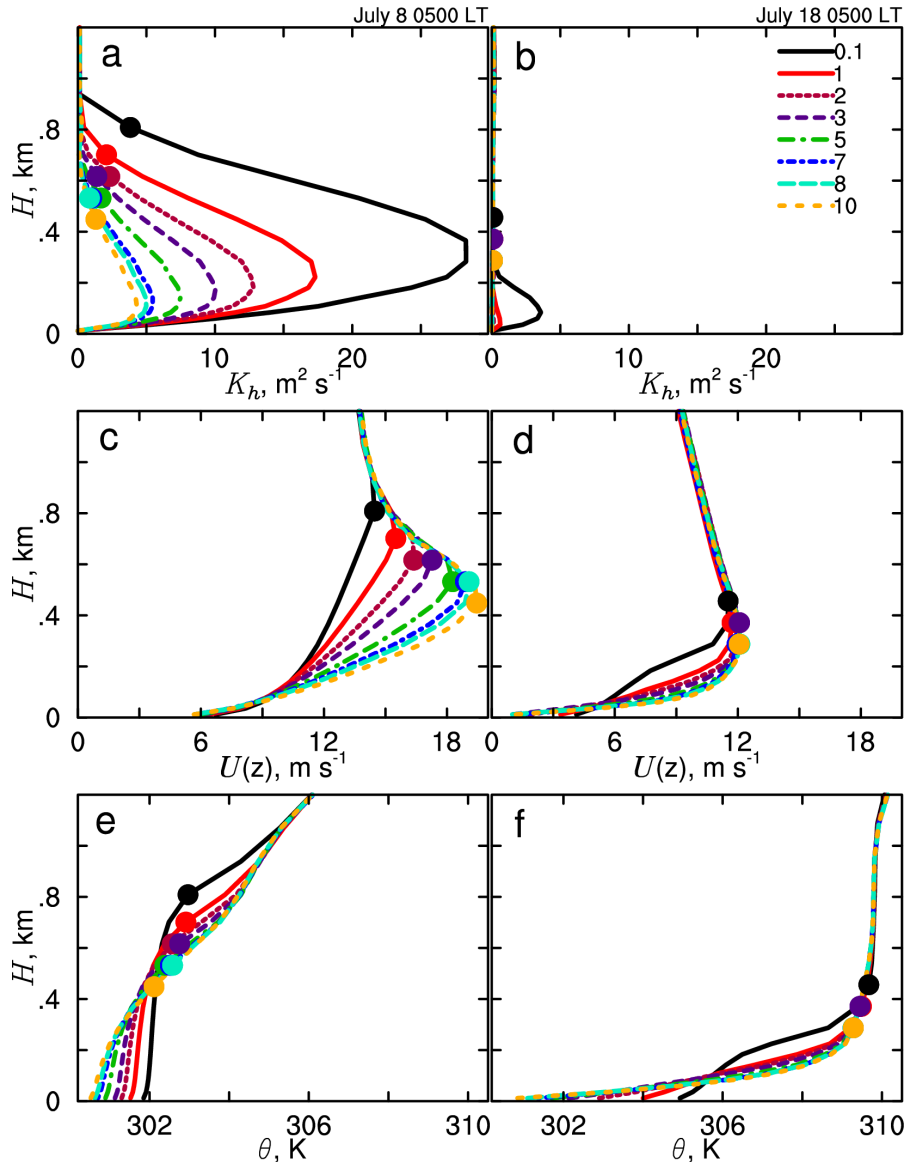 July 8 0500 LT
July 18 0500 LT
a
b
0.1
1
2
3
5
7
8
10
H, km
.8
.4
0
0
10
20
0
10
20
K_h, m² s⁻¹
K_h, m² s⁻¹
c
d
H, km
.8
.4
0
0
6
12
18
0
6
12
18
U(z), m s⁻¹
U(z), m s⁻¹
e
f
H, km
.8
.4
0
302
306
310
302
306
310
θ, K
θ, K